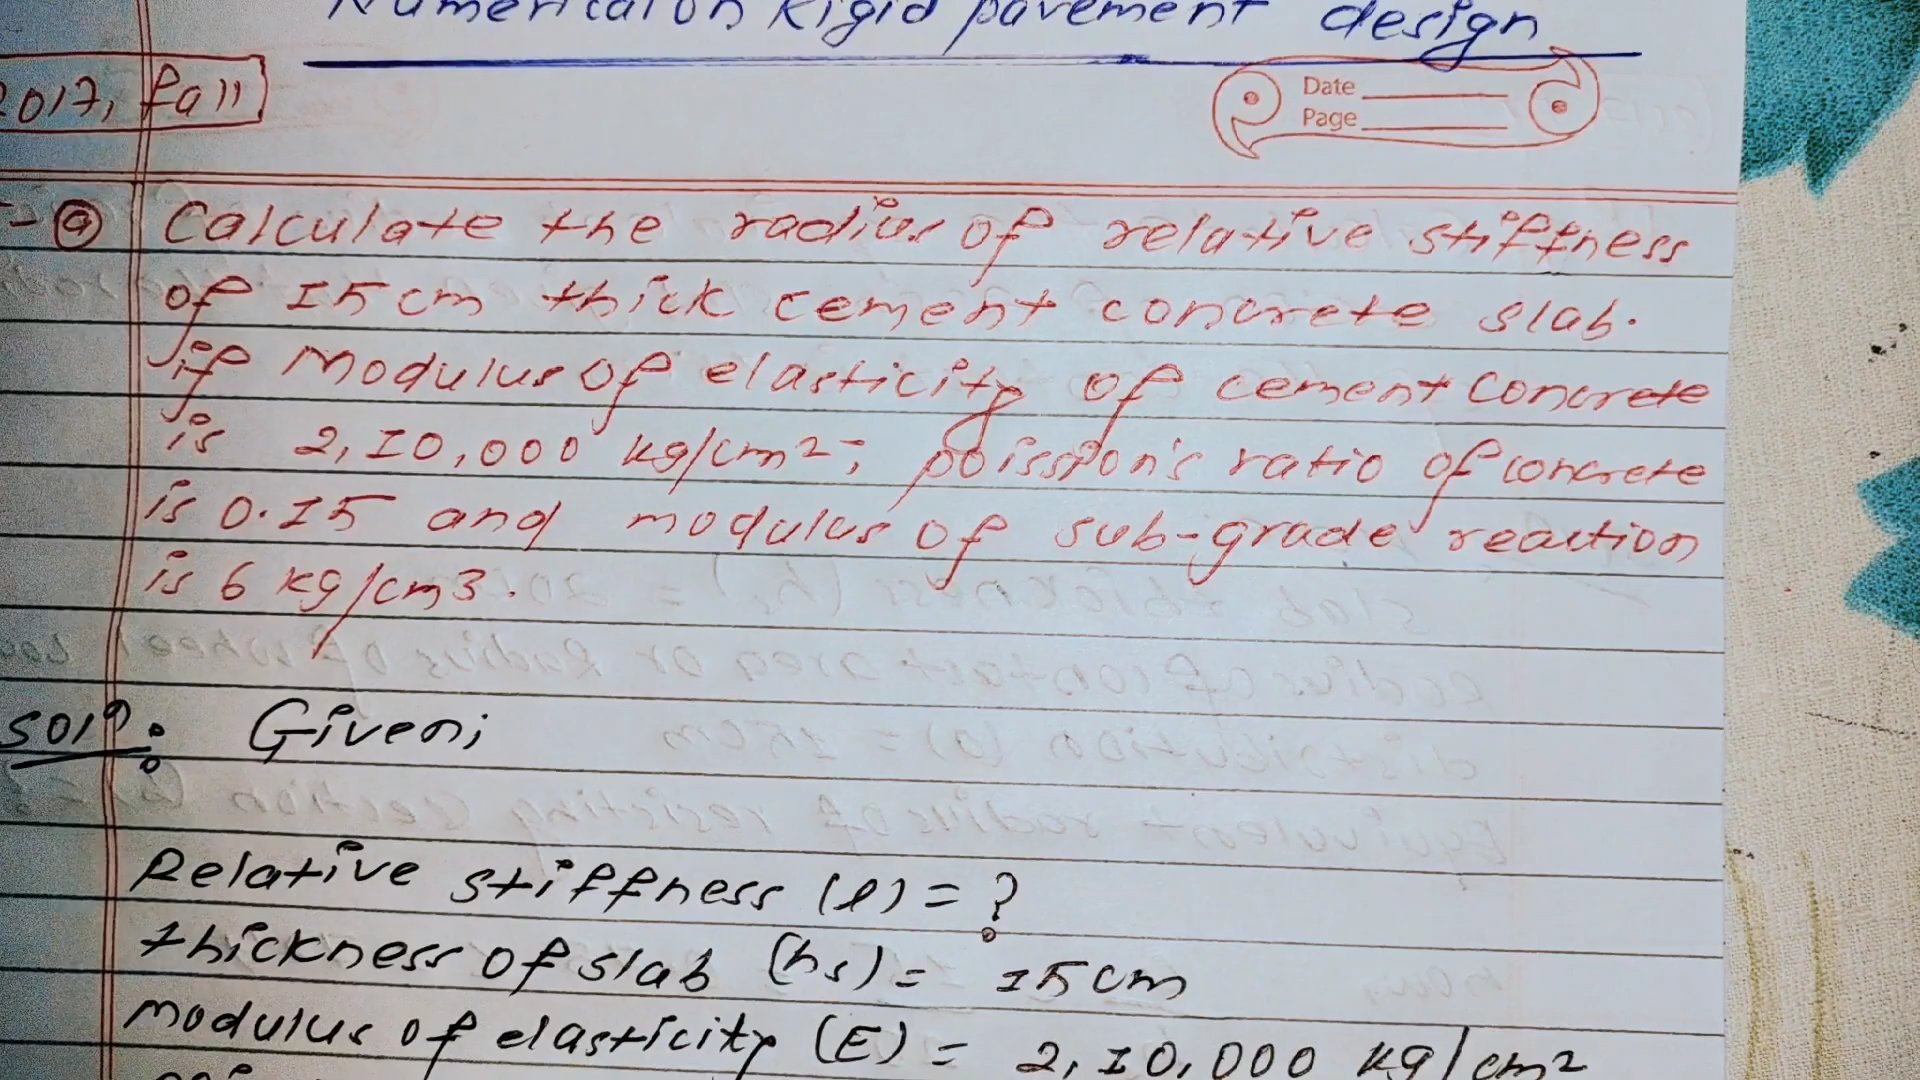 Numerical on Rigid pavement design
2017, fall
Date
Page
a Calculate the radius of relative stiffness
of 15 cm thick cement concrete slab.
if Modulus of elasticity of cement concrete
is 2,10,000 kg/cm2; poission's ratio of concrete
is 0.15 and modulus of sub-grade reaction
is 6 kg/cm3.
Soln: Given;
Relative stiffness (l) = ?
thickness of slab (hs) = 15 cm
modulus of elasticity (E) = 2,10,000 kg/cm2